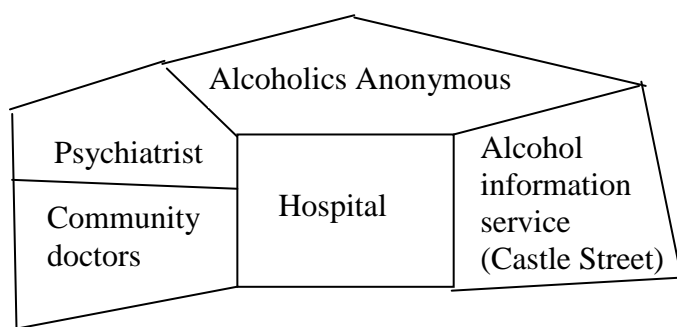 Alcoholics Anonymous
Psychiatrist
Community
doctors
Hospital
Alcohol
information
service
(Castle Street)